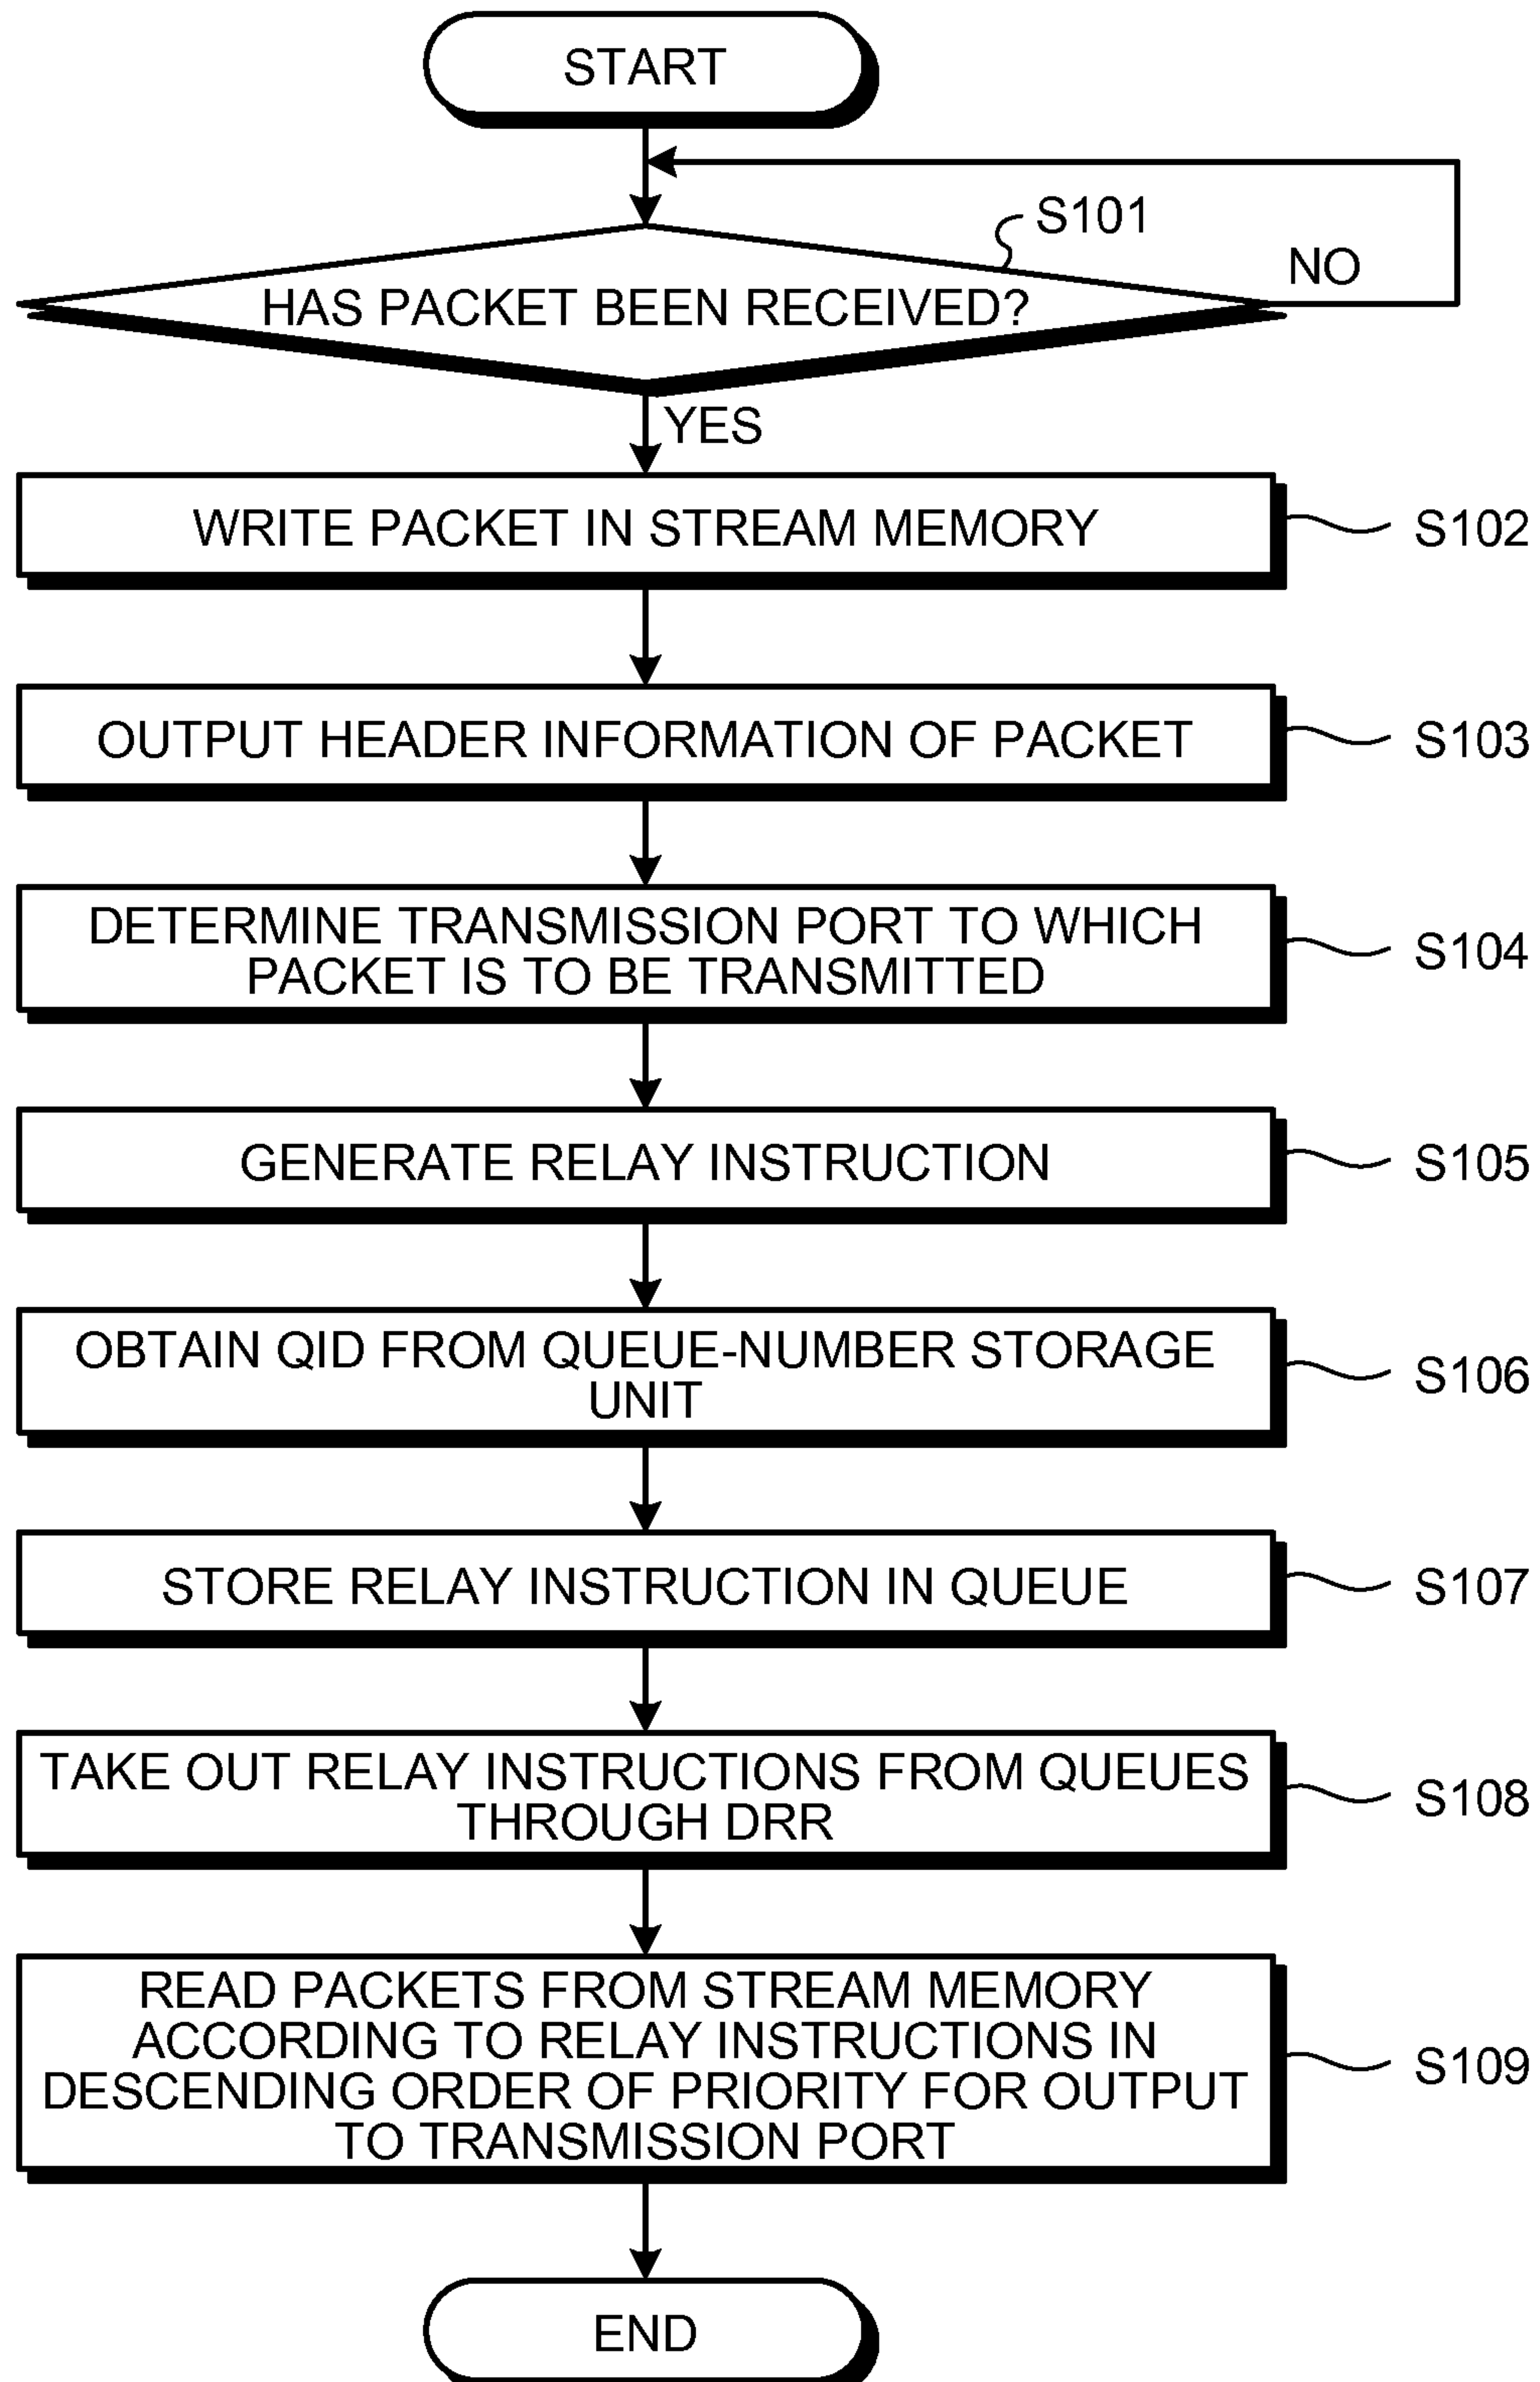 START
S101
NO
HAS PACKET BEEN RECEIVED?
YES
WRITE PACKET IN STREAM MEMORY
S102
OUTPUT HEADER INFORMATION OF PACKET
S103
DETERMINE TRANSMISSION PORT TO WHICH
PACKET IS TO BE TRANSMITTED
S104
GENERATE RELAY INSTRUCTION
S105
OBTAIN QID FROM QUEUE-NUMBER STORAGE
UNIT
S106
STORE RELAY INSTRUCTION IN QUEUE
S107
TAKE OUT RELAY INSTRUCTIONS FROM QUEUES
THROUGH DRR
S108
READ PACKETS FROM STREAM MEMORY
ACCORDING TO RELAY INSTRUCTIONS IN
DESCENDING ORDER OF PRIORITY FOR OUTPUT
TO TRANSMISSION PORT
S109
END